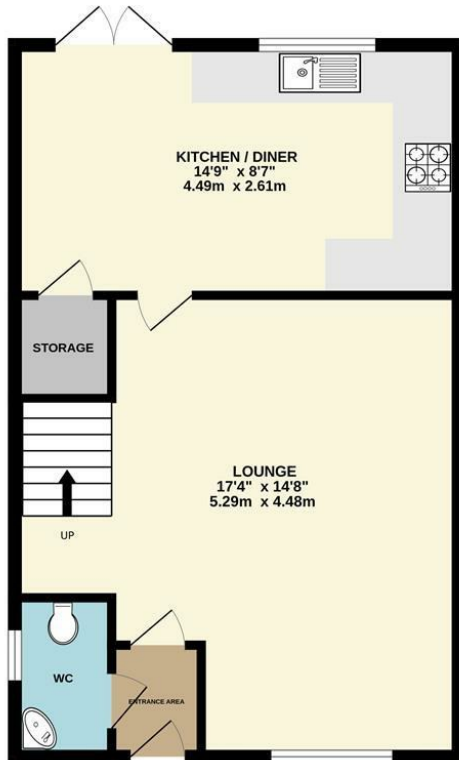 KITCHEN / DINER
14'9" x 8'7"
4.49m x 2.61m
STORAGE
LOUNGE
17'4" x 14'8"
5.29m x 4.48m
UP
WC
ENTRANCE AREA